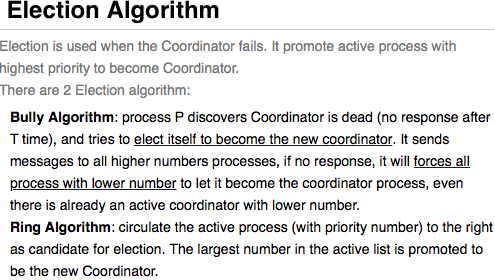 Election Algorithm
Election is used when the Coordinator fails. It promote active process with
highest priority to become Coordinator.
There are 2 Election algorithm:
Bully Algorithm: process P discovers Coordinator is dead (no response after
T time), and tries to elect itself to become the new coordinator. It sends
messages to all higher numbers processes, if no response, it will forces all
process with lower number to let it become the coordinator process, even
there is already an active coordinator with lower number.
Ring Algorithm: circulate the active process (with priority number) to the right
as candidate for election. The largest number in the active list is promoted to
be the new Coordinator.